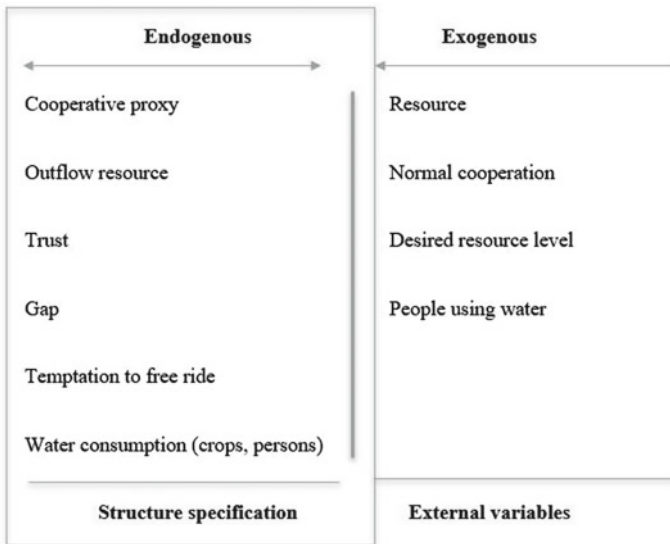 Endogenous
Exogenous
Cooperative proxy
Resource
Outflow resource
Normal cooperation
Trust
Desired resource level
Gap
People using water
Temptation to free ride
Water consumption (crops, persons)
Structure specification
External variables